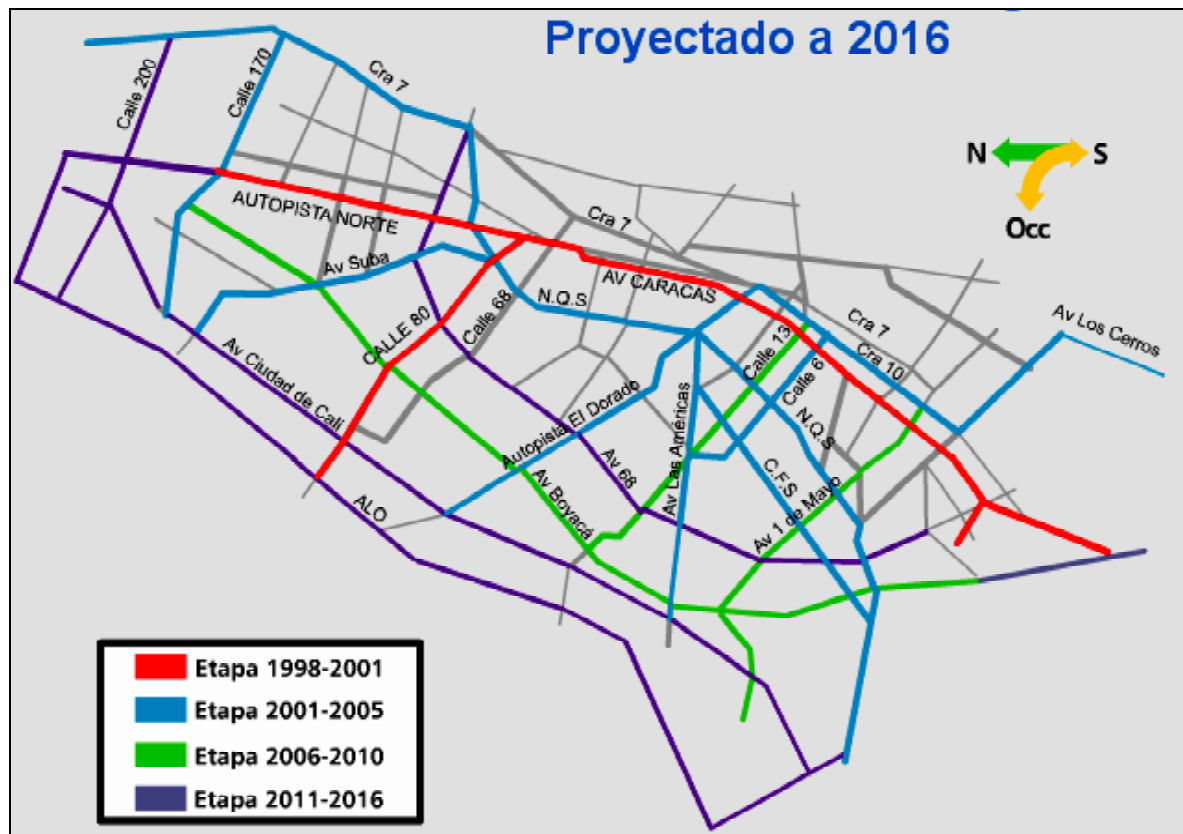 Proyectado a 2016
Calle 200
Calle 170
Cra 7
N
S
Occ
AUTOPISTA NORTE
Av Suba
Cra 7
AV CARACAS
N.Q.S.
CALLE 80
Calle 68
Calle 13
Cra 7
Av Los Cerros
Calle 6
Cra 10
Av Ciudad de Cali
Autopista El Dorado
Av Las Américas
N.Q.S
Av 68
C.F.S
Av Boyacá
Av 1 de Mayo
ALO
Etapa 1998-2001
Etapa 2001-2005
Etapa 2006-2010
Etapa 2011-2016